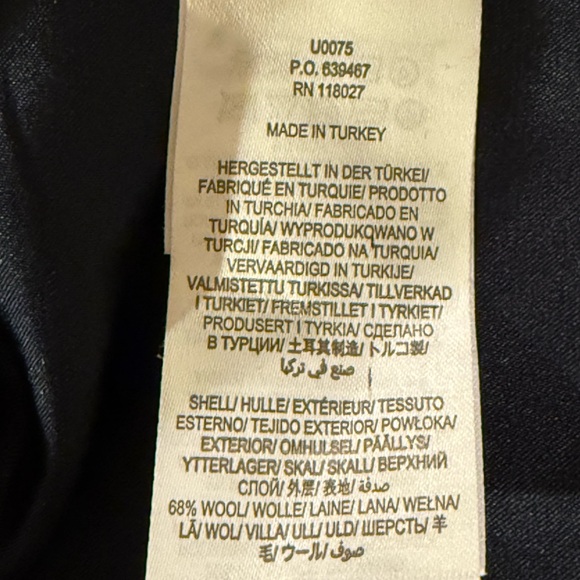 U0075
P.O. 639467
RN 118027
MADE IN TURKEY
HERGESTELLT IN DER TÜRKEI/
FABRIQUÉ EN TURQUIE/ PRODOTTO
IN TURCHIA/ FABRICADO EN
TURQUÍA/ WYPRODUKOWANO W
TURCJI/ FABRICADO NA TURQUIA/
VERVAARDIGD IN TURKIJE/
VALMISTETTU TURKISSA/ TILLVERKAD
I TURKIET/ FREMSTILLET I TYRKIET/
PRODUSERT I TYRKIA/ СДЕЛАНО
В ТУРЦИИ/ 土耳其制造/ トルコ製/
صنع في تركيا
SHELL/ HULLE/ EXTÉRIEUR/ TESSUTO
ESTERNO/ TEJIDO EXTERIOR/ POWŁOKA/
EXTERIOR/ OMHULSEL/ PÄÄLLYS/
YTTERLAGER/ SKAL/ SKALL/ ВЕРХНИЙ
СЛОЙ/ 外层/ 表地/ صدفة/
68% WOOL/ WOLLE/ LAINE/ LANA/ WEŁNA/
LÃ/ WOL/ VILLA/ ULL/ ULD/ ШЕРСТЬ/ 羊
毛/ ウール/ صوف/